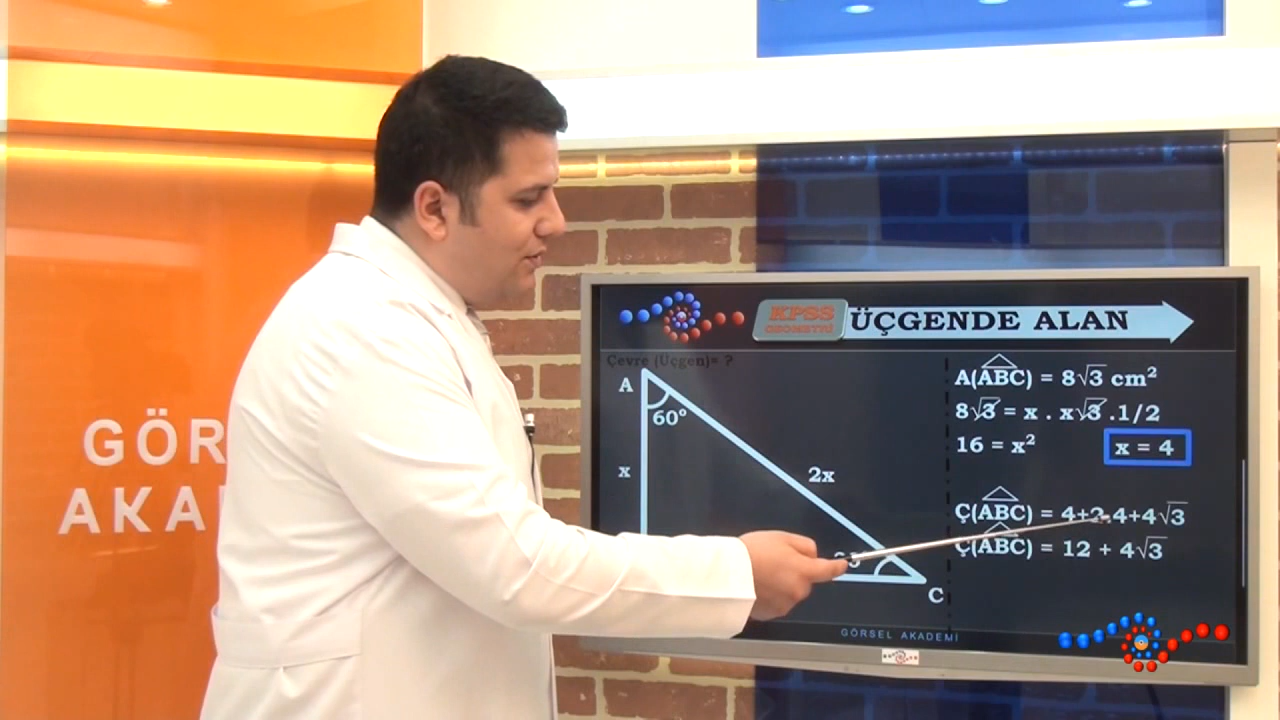 GÖR
AKA
KPSS
GEOMETRİ
ÜÇGENDE ALAN
Çevre (Üçgen)= ?
A
60°
x
2x
C
A(ABC) = 8√3 cm²
8√3 = x . x√3 .1/2
16 = x²
x = 4
Ç(ABC) = 4+2.4+4√3
Ç(ABC) = 12 + 4√3
GÖRSEL AKADEMİ